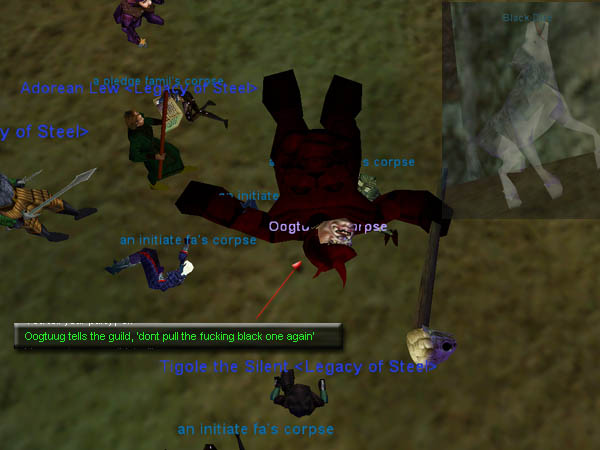 Black Dire
a pledge famil's corpse
Adorean Lew <Legacy of Steel>
y of Steel>
corpse
an initiate
Oogtu corpse
an initiate fa's corpse
Oogtuug tells the guild, 'dont pull the fucking black one again'
Tigole the Silent <Legacy of Steel>
an initiate fa's corpse